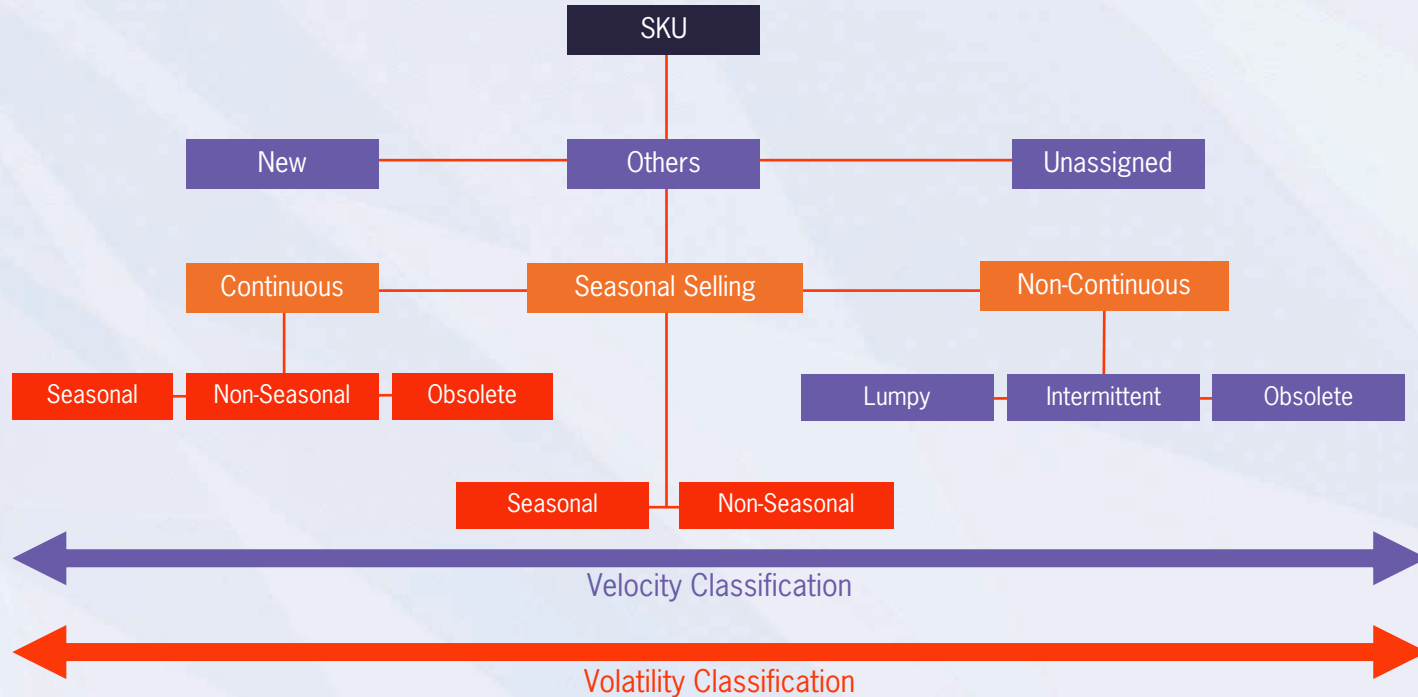 SKU
New
Others
Unassigned
Continuous
Seasonal Selling
Non-Continuous
Seasonal
Non-Seasonal
Obsolete
Lumpy
Intermittent
Obsolete
Seasonal
Non-Seasonal
Velocity Classification
Volatility Classification